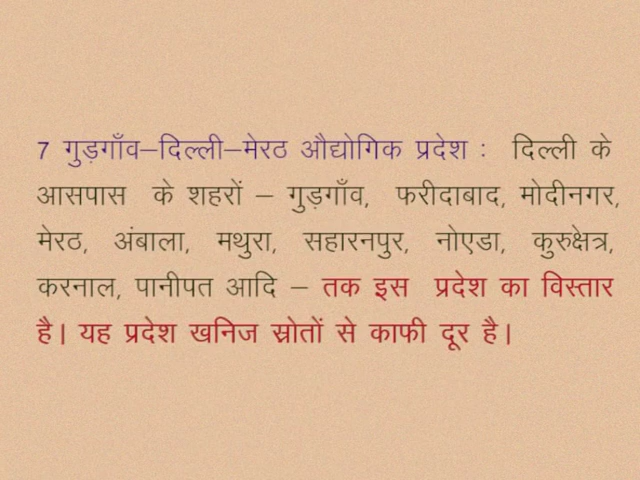 7 गुड़गाँव–दिल्ली–मेरठ औद्योगिक प्रदेश : दिल्ली के
आसपास के शहरों – गुड़गाँव, फरीदाबाद, मोदीनगर,
मेरठ, अंबाला, मथुरा, सहारनपुर, नोएडा, कुरुक्षेत्र,
करनाल, पानीपत आदि – तक इस प्रदेश का विस्तार
है। यह प्रदेश खनिज स्रोतों से काफी दूर है।